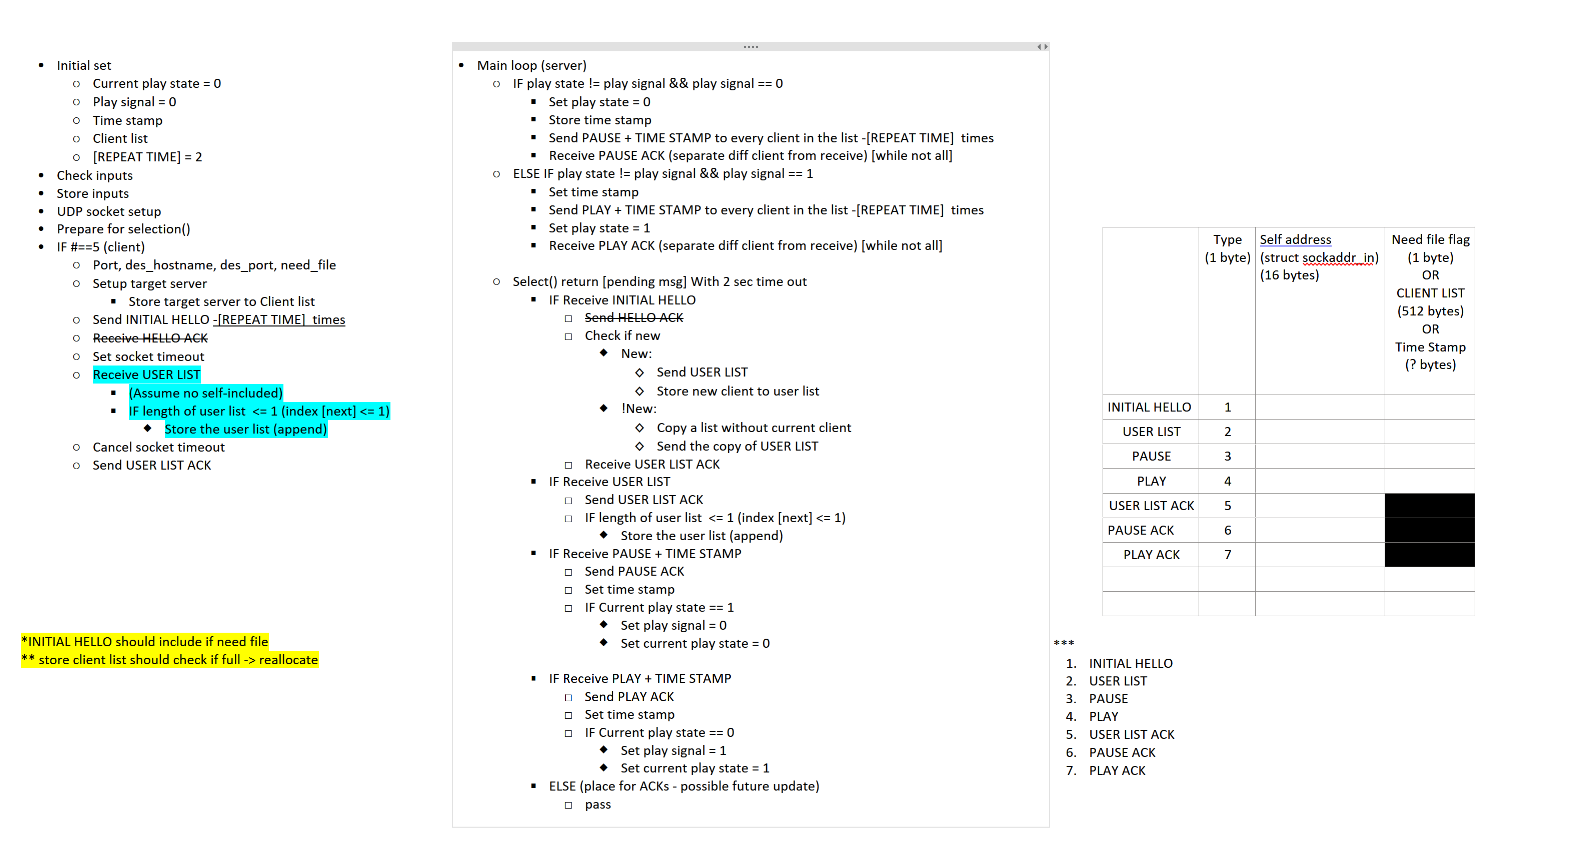 Initial set
Current play state = 0
Play signal = 0
Time stamp
Client list
[REPEAT TIME] = 2
Check inputs
Store inputs
UDP socket setup
Prepare for selection()
IF #==5 (client)
Port, des_hostname, des_port, need_file
Setup target server
Store target server to Client list
Send INITIAL HELLO -[REPEAT TIME]  times
Receive HELLO ACK
Set socket timeout
Receive USER LIST
(Assume no self-included)
IF length of user list  <= 1 (index [next] <= 1)
Store the user list (append)
Cancel socket timeout
Send USER LIST ACK
*INITIAL HELLO should include if need file
** store client list should check if full -> reallocate
Main loop (server)
IF play state != play signal && play signal == 0
Set play state = 0
Store time stamp
Send PAUSE + TIME STAMP to every client in the list -[REPEAT TIME]  times
Receive PAUSE ACK (separate diff client from receive) [while not all]
ELSE IF play state != play signal && play signal == 1
Set time stamp
Send PLAY + TIME STAMP to every client in the list -[REPEAT TIME]  times
Set play state = 1
Receive PLAY ACK (separate diff client from receive) [while not all]
Select() return [pending msg] With 2 sec time out
IF Receive INITIAL HELLO
Send HELLO ACK
Check if new
New:
Send USER LIST
Store new client to user list
!New:
Copy a list without current client
Send the copy of USER LIST
Receive USER LIST ACK
IF Receive USER LIST
Send USER LIST ACK
IF length of user list  <= 1 (index [next] <= 1)
Store the user list (append)
IF Receive PAUSE + TIME STAMP
Send PAUSE ACK
Set time stamp
IF Current play state == 1
Set play signal = 0
Set current play state = 0
IF Receive PLAY + TIME STAMP
Send PLAY ACK
Set time stamp
IF Current play state == 0
Set play signal = 1
Set current play state = 1
ELSE (place for ACKs - possible future update)
pass
Type Self address Need file flag
(1 byte) (struct sockaddr_in) (1 byte)
(16 bytes) OR
CLIENT LIST
(512 bytes)
OR
Time Stamp
(? bytes)
INITIAL HELLO 1
USER LIST 2
PAUSE 3
PLAY 4
USER LIST ACK 5
PAUSE ACK 6
PLAY ACK 7
***
1. INITIAL HELLO
2. USER LIST
3. PAUSE
4. PLAY
5. USER LIST ACK
6. PAUSE ACK
7. PLAY ACK